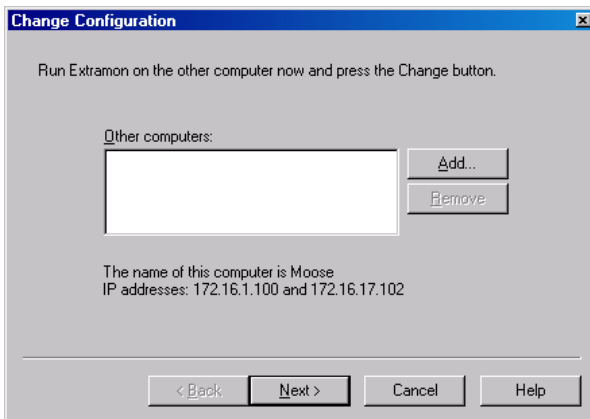 Change Configuration
Run Extramon on the other computer now and press the Change button.
Other computers:
Add...
Remove
The name of this computer is Moose
IP addresses: 172.16.1.100 and 172.16.17.102
< Back
Next >
Cancel
Help